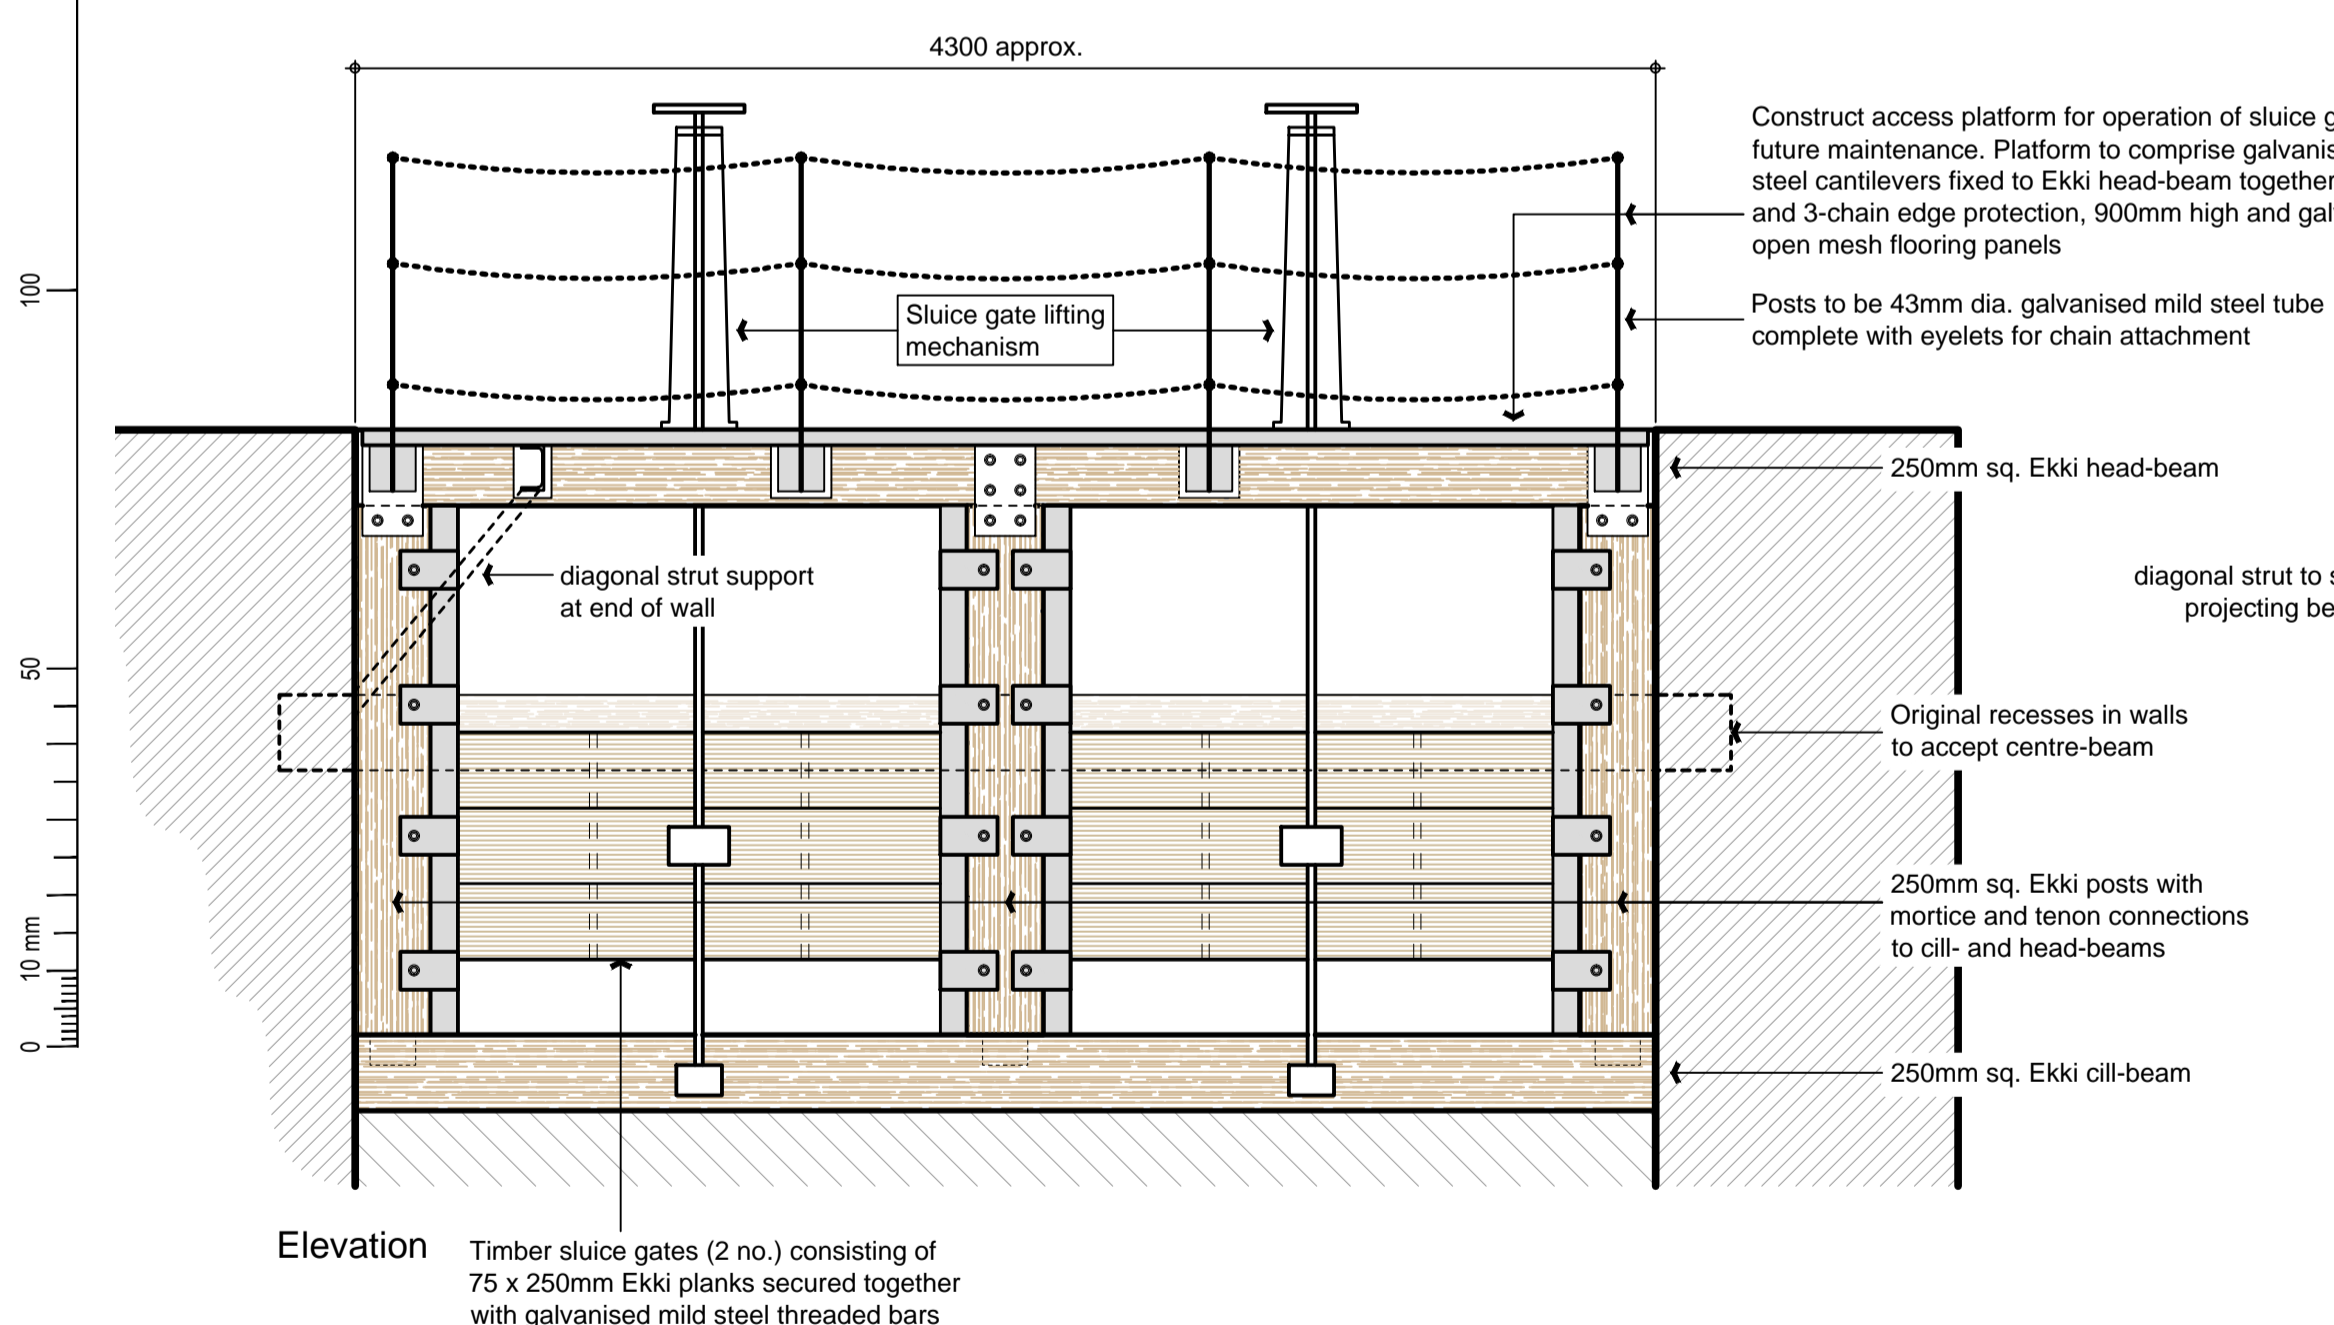 4300 approx.
Construct access platform for operation of sluice
future maintenance. Platform to comprise
steel cantilevers fixed to Ekki head-beam together
and 3-chain edge protection, 900mm high and
open mesh flooring panels
100
Sluice gate lifting
mechanism
Posts to be 43mm dia. galvanised mild steel tube
complete with eyelets for chain attachment
250mm sq. Ekki head-beam
diagonal strut support
at end of wall
diagonal strut to
projecting
50
Original recesses in walls
to accept centre-beam
250mm sq. Ekki posts with
mortice and tenon connections
to cill- and head-beams
10 mm
0
250mm sq. Ekki cill-beam
Elevation
Timber sluice gates (2 no.) consisting of
75 x 250mm Ekki planks secured together
with galvanised mild steel threaded bars